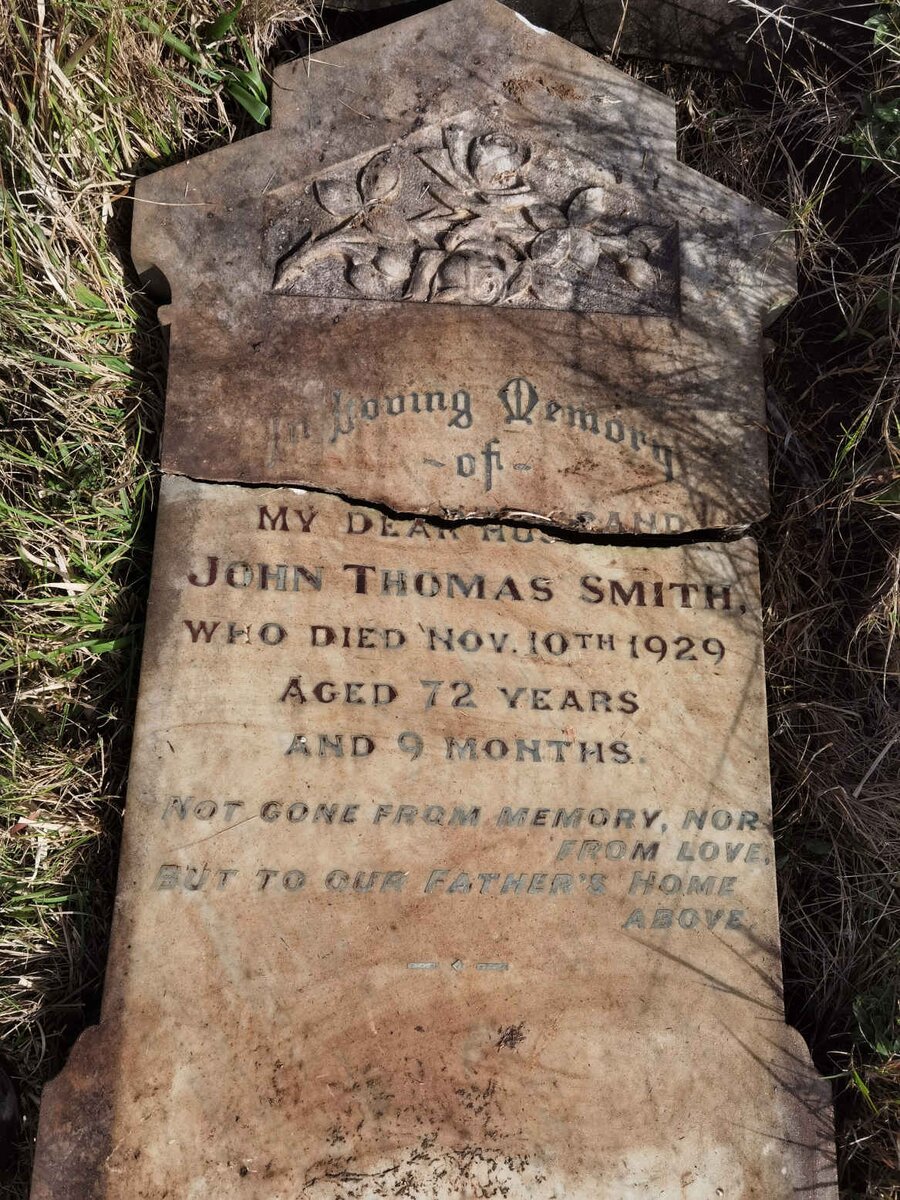 In Loving Memory
~ of ~
MY DEAR HUSBAND
JOHN THOMAS SMITH,
WHO DIED NOV. 10TH 1929
AGED 72 YEARS
AND 9 MONTHS.
NOT GONE FROM MEMORY, NOR
FROM LOVE,
BUT TO OUR FATHER'S HOME
ABOVE.